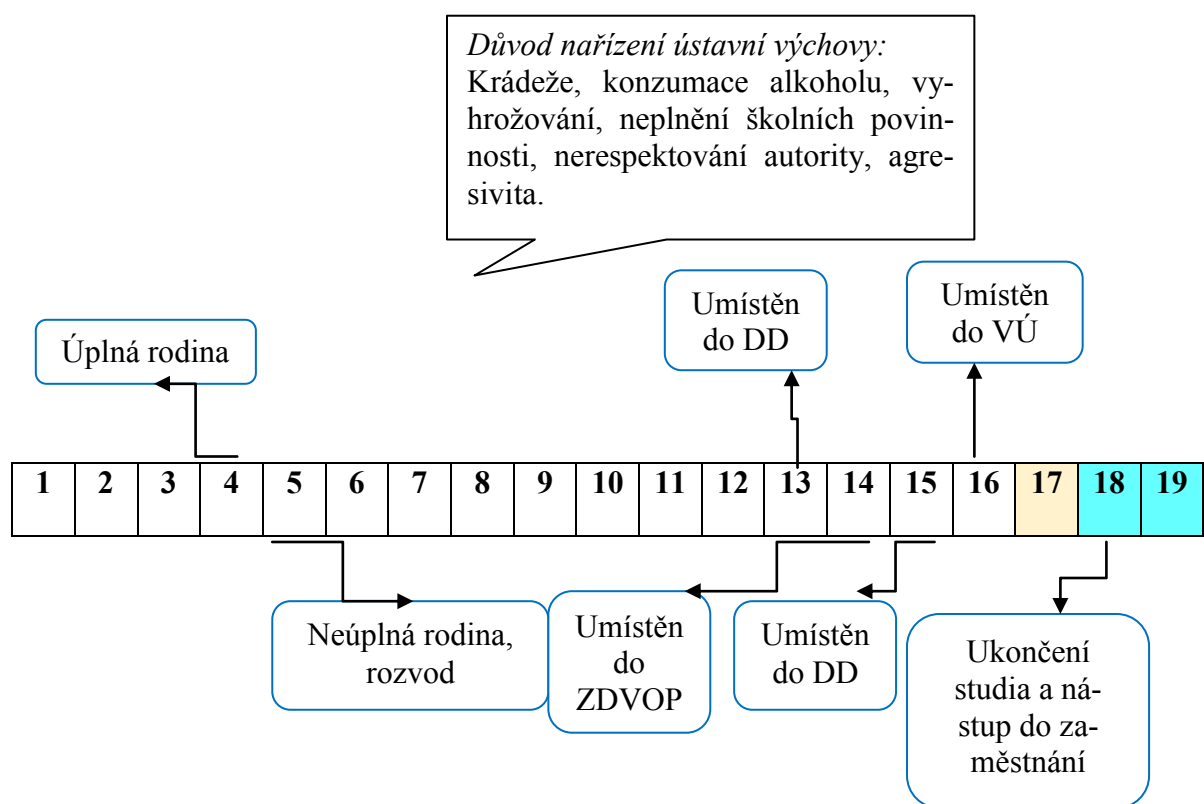 Důvod nařízení ústavní výchovy:
Krádeže, konzumace alkoholu, vy-
hrožování, neplnění školních povin-
nosti, nerespektování autority, agre-
sivita.
Umístěn
do DD
Umístěn
do VÚ
Úplná rodina
1 2 3 4 5 6 7 8 9 10 11 12 13 14 15 16 17 18 19
Neúplná rodina,
rozvod
Umístěn
do
ZDVOP
Umístěn
do DD
Ukončení
studia a ná-
stup do za-
městnání